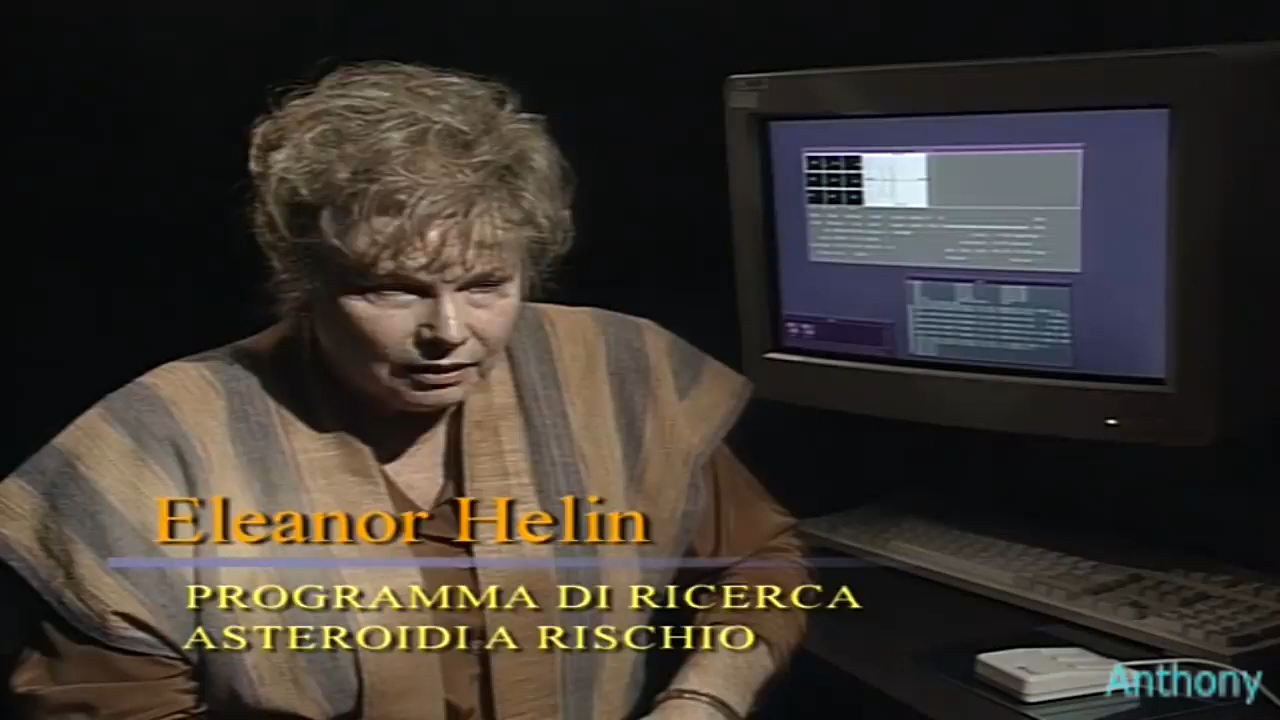 Eleanor Helin
PROGRAMMA DI RICERCA
ASTEROIDI A RISCHIO
Anthony